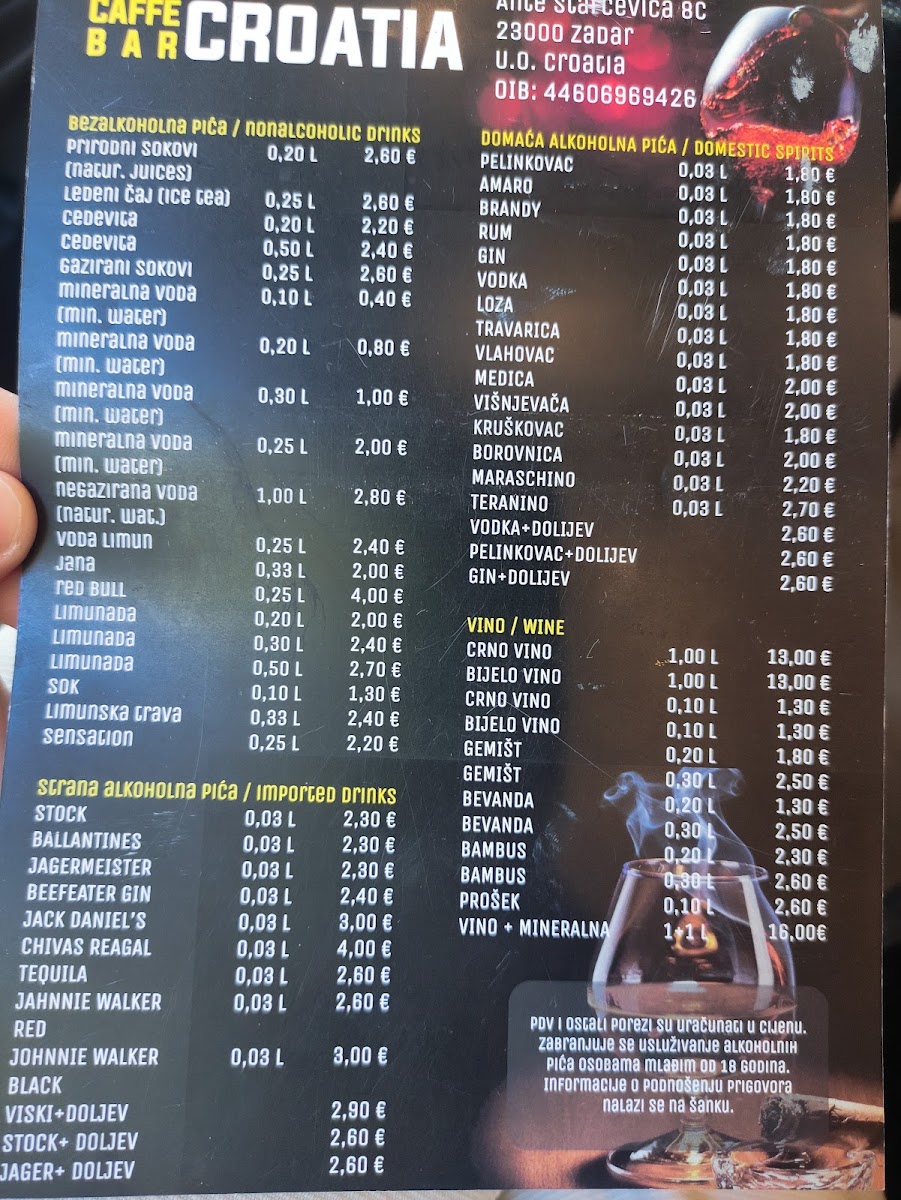 CAFFE
BAR CROATIA
Ante Starčevića 8C
23000 Zadar
U.O. Croatia
OIB: 44606969426
Bezalkoholna pića / nonalcoholic drinks
Prirodni sokovi 0,20 L 2,60 €
(natur. juices)
Ledeni čaj (ice tea) 0,25 L 2,60 €
Cedevita 0,20 L 2,20 €
Cedevita 0,50 L 2,40 €
Gazirani sokovi 0,25 L 2,60 €
mineralna voda 0,10 L 0,40 €
(min. water)
mineralna voda 0,20 L 0,80 €
(min. water)
mineralna voda 0,30 L 1,00 €
(min. water)
mineralna voda 0,25 L 2,00 €
(min. water)
negazirana voda 1,00 L 2,80 €
(natur. wat.)
voda limun 0,25 L 2,40 €
Jana 0,33 L 2,00 €
Red Bull 0,25 L 4,00 €
Limunada 0,20 L 2,00 €
Limunada 0,30 L 2,40 €
Limunada 0,50 L 2,70 €
Sok 0,10 L 1,30 €
Limunska trava 0,33 L 2,40 €
Sensation 0,25 L 2,20 €
Strana alkoholna pića / Imported drinks
STOCK 0,03 L 2,30 €
BALLANTINES 0,03 L 2,30 €
JAGERMEISTER 0,03 L 2,30 €
BEEFEATER GIN 0,03 L 2,40 €
JACK DANIEL'S 0,03 L 3,00 €
CHIVAS REAGAL 0,03 L 4,00 €
TEQUILA 0,03 L 2,60 €
JAHNNIE WALKER 0,03 L 2,60 €
RED
JOHNNIE WALKER 0,03 L 3,00 €
BLACK
VISKI+DOLJEV 2,90 €
STOCK+ DOLJEV 2,60 €
JAGER+ DOLJEV 2,60 €
DOMAĆA ALKOHOLNA PIĆA / DOMESTIC SPIRITS
PELINKOVAC 0,03 L 1,80 €
AMARO 0,03 L 1,80 €
BRANDY 0,03 L 1,80 €
RUM 0,03 L 1,80 €
GIN 0,03 L 1,80 €
VODKA 0,03 L 1,80 €
LOZA 0,03 L 1,80 €
TRAVARICA 0,03 L 1,80 €
VLAHOVAC 0,03 L 1,80 €
MEDICA 0,03 L 2,00 €
VIŠNJEVAČA 0,03 L 2,00 €
KRUŠKOVAC 0,03 L 1,80 €
BOROVNICA 0,03 L 2,00 €
MARASCHINO 0,03 L 2,20 €
TERANINO 0,03 L 2,70 €
VODKA+DOLIJEV 2,60 €
PELINKOVAC+DOLIJEV 2,60 €
GIN+DOLIJEV 2,60 €
VINO / WINE
CRNO VINO 1,00 L 13,00 €
BIJELO VINO 1,00 L 13,00 €
CRNO VINO 0,10 L 1,30 €
BIJELO VINO 0,10 L 1,30 €
GEMIŠT 0,20 L 1,80 €
GEMIŠT 0,30 L 2,50 €
BEVANDA 0,20 L 1,30 €
BEVANDA 0,30 L 2,50 €
BAMBUS 0,20 L 2,30 €
BAMBUS 0,30 L 2,60 €
PROŠEK 0,10 L 2,60 €
VINO + MINERALNA 1+1 L 16,00€
PDV i ostali porezi su uračunati u cijenu.
Zabranjuje se usluživanje alkoholnih
pića osobama mlađim od 18 godina.
Informacije o podnošenju prigovora
nalazi se na šanku.